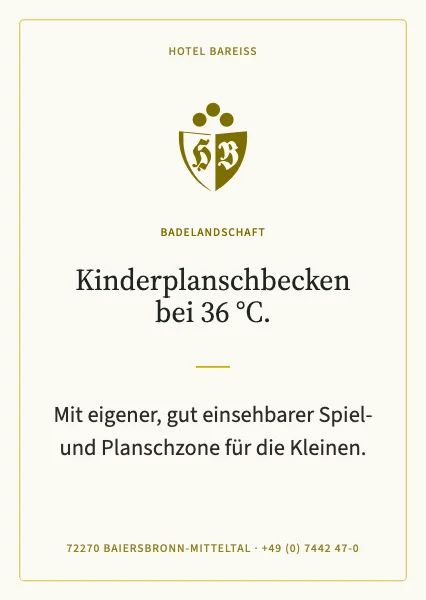 HOTEL BAREISS
H B
BADELANDSCHAFT
Kinderplanschbecken
bei 36 °C.
Mit eigener, gut einsehbarer Spiel-
und Planschzone für die Kleinen.
72270 BAIERSBRONN-MITTELTAL · +49 (0) 7442 47-0